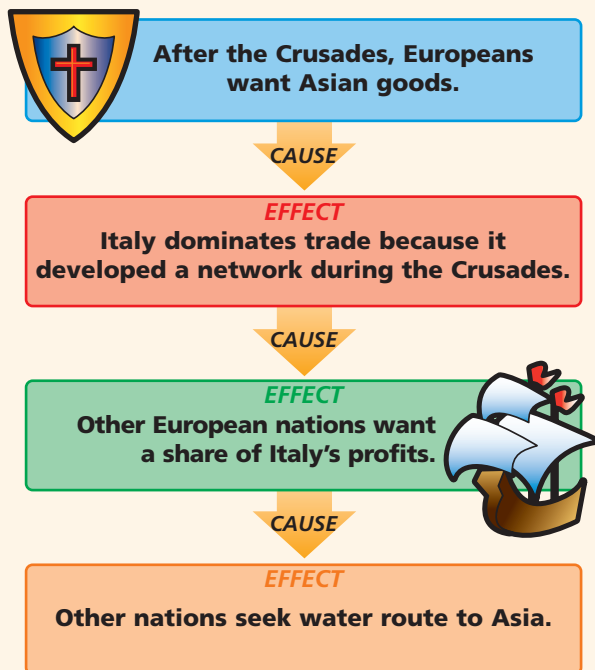 After the Crusades, Europeans
want Asian goods.
CAUSE
EFFECT
Italy dominates trade because it
developed a network during the Crusades.
CAUSE
EFFECT
Other European nations want
a share of Italy’s profits.
CAUSE
EFFECT
Other nations seek water route to Asia.